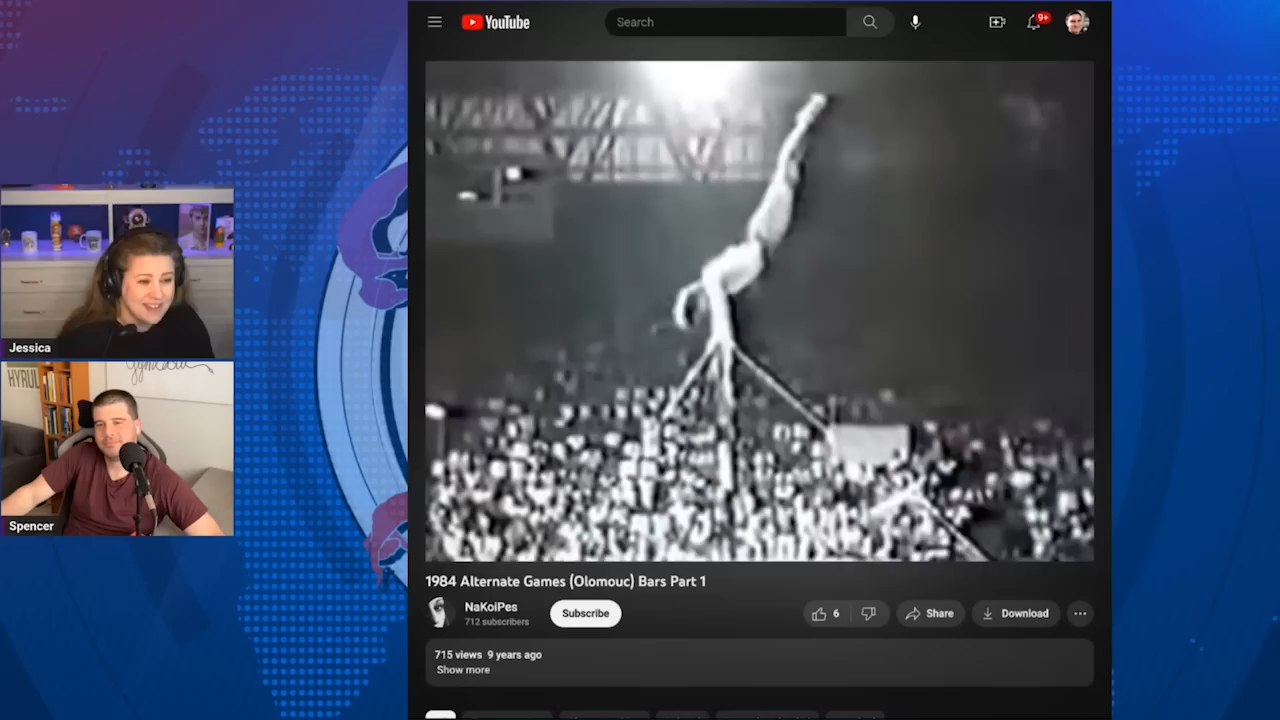 YouTube
Search
9+
Jessica
HYRUL
Spencer
1984 Alternate Games (Olomouc) Bars Part 1
NaKoiPes
712 subscribers
Subscribe
6
Share
Download
715 views 9 years ago
Show more